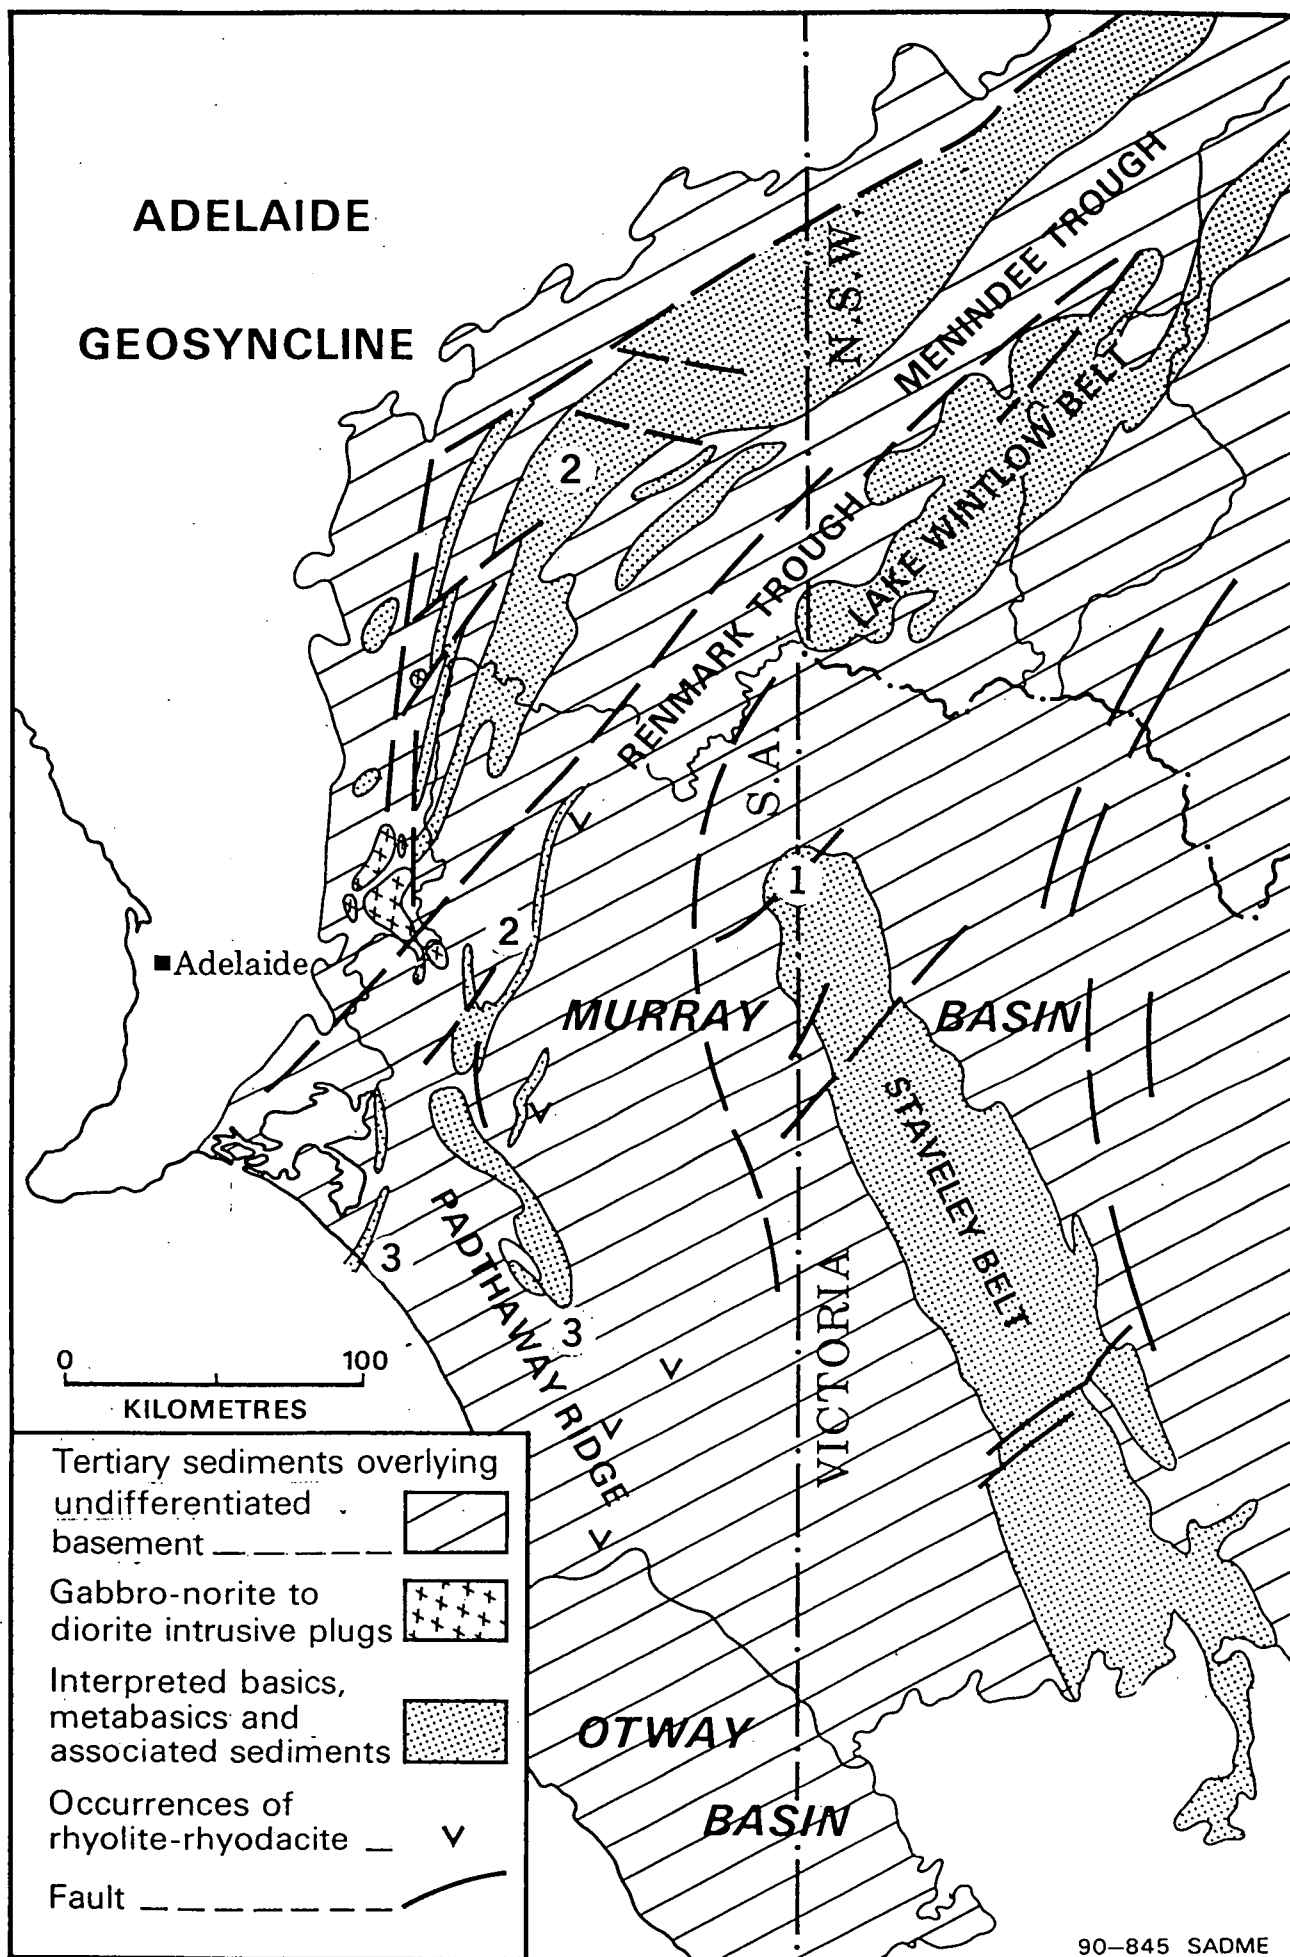 ADELAIDE
GEOSYNCLINE
N.S.W.
MENINDEE TROUGH
LAKE WINTLOW BELT
2
RENMARK TROUGH
S.A.
1
2
Adelaide
MURRAY BASIN
STAVELEY BELT
PADTHAWAY RIDGE
3
3
VICTORIA
0 100
KILOMETRES
Tertiary sediments overlying
undifferentiated
basement
Gabbro-norite to
diorite intrusive plugs
Interpreted basics,
metabasics and
associated sediments
Occurrences of
rhyolite-rhyodacite
Fault
OTWAY
BASIN
90-845 SADME